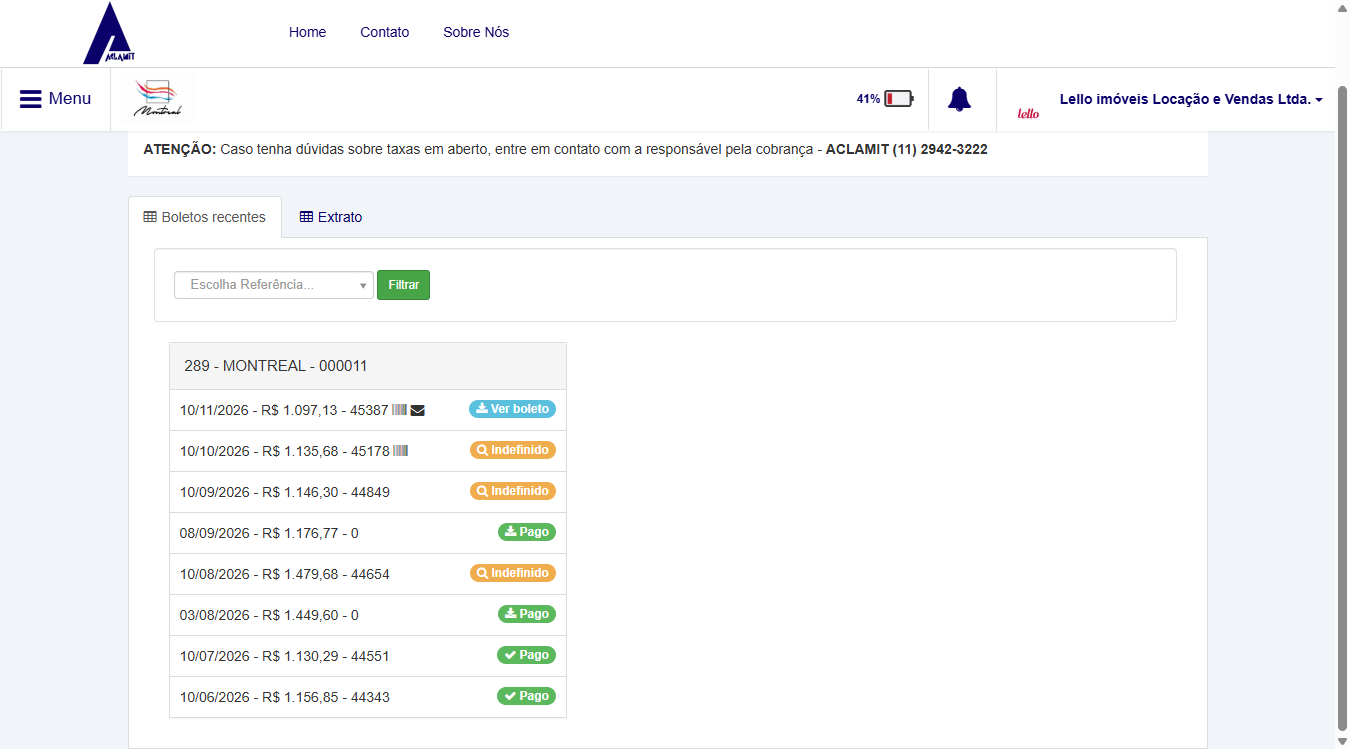 ACLAMIT
Home Contato Sobre Nós
Menu
Montreal
41%
lello
Lello imóveis Locação e Vendas Ltda.
ATENÇÃO: Caso tenha dúvidas sobre taxas em aberto, entre em contato com a responsável pela cobrança - ACLAMIT (11) 2942-3222
Boletos recentes Extrato
Escolha Referência... Filtrar
289 - MONTREAL - 000011
10/11/2026 - R$ 1.097,13 - 45387 Ver boleto
10/10/2026 - R$ 1.135,68 - 45178 Indefinido
10/09/2026 - R$ 1.146,30 - 44849 Indefinido
08/09/2026 - R$ 1.176,77 - 0 Pago
10/08/2026 - R$ 1.479,68 - 44654 Indefinido
03/08/2026 - R$ 1.449,60 - 0 Pago
10/07/2026 - R$ 1.130,29 - 44551 Pago
10/06/2026 - R$ 1.156,85 - 44343 Pago